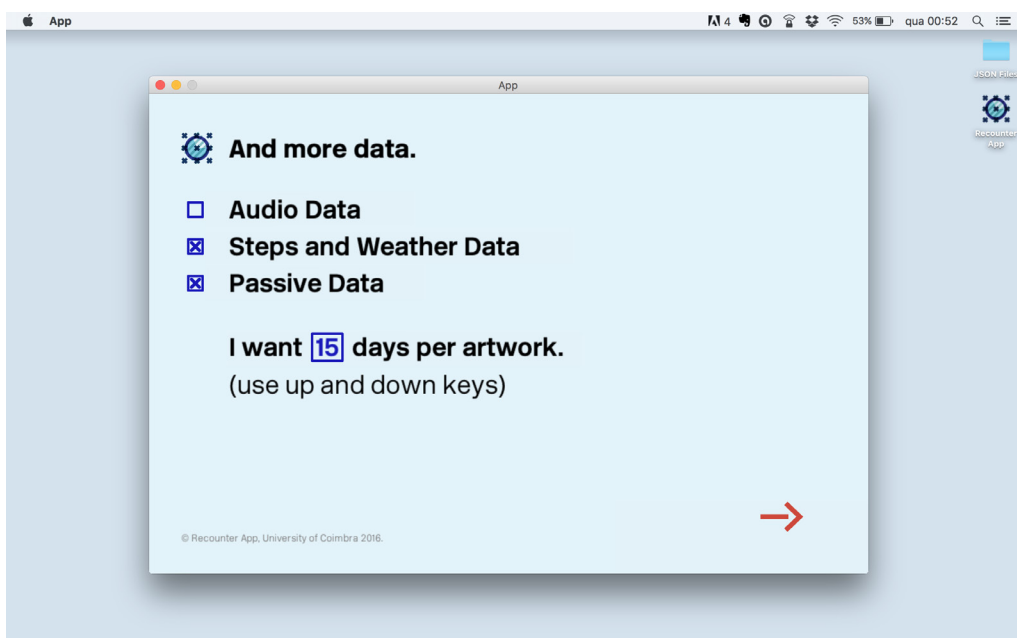 App
4
53%
qua 00:52
JSON Files
Recounter
App
App
And more data.
Audio Data
Steps and Weather Data
Passive Data
I want 15 days per artwork.
(use up and down keys)
© Recounter App, University of Coimbra 2016.